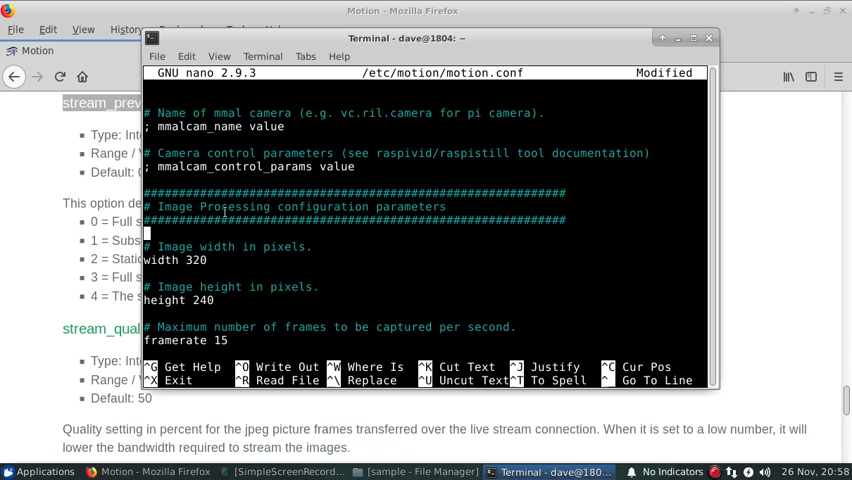 Motion - Mozilla Firefox
File Edit View History
Terminal - dave@1804: ~
Motion
File Edit View Terminal Tabs Help
GNU nano 2.9.3 /etc/motion/motion.conf Modified
# Name of mmal camera (e.g. vc.ril.camera for pi camera).
; mmalcam_name value
# Camera control parameters (see raspivid/raspistill tool documentation)
; mmalcam_control_params value
############################################################
# Image Processing configuration parameters
############################################################
# Image width in pixels.
width 320
# Image height in pixels.
height 240
# Maximum number of frames to be captured per second.
framerate 15
^G Get Help ^O Write Out ^W Where Is ^K Cut Text ^J Justify ^C Cur Pos
^X Exit ^R Read File ^\ Replace ^U Uncut Text ^T To Spell ^_ Go To Line
stream_prev
Type: Int
Range / V
Default: 0
This option de
0 = Full s
1 = Subs
2 = Stati
3 = Full s
4 = The s
stream_qual
Type: Int
Range / V
Default: 50
Quality setting in percent for the jpeg picture frames transferred over the live stream connection. When it is set to a low number, it will
lower the bandwidth required to stream the images.
Applications Motion - Mozilla Firefox [SimpleScreenRecord... [sample - File Manager] Terminal - dave@180... No Indicators 26 Nov, 20:58